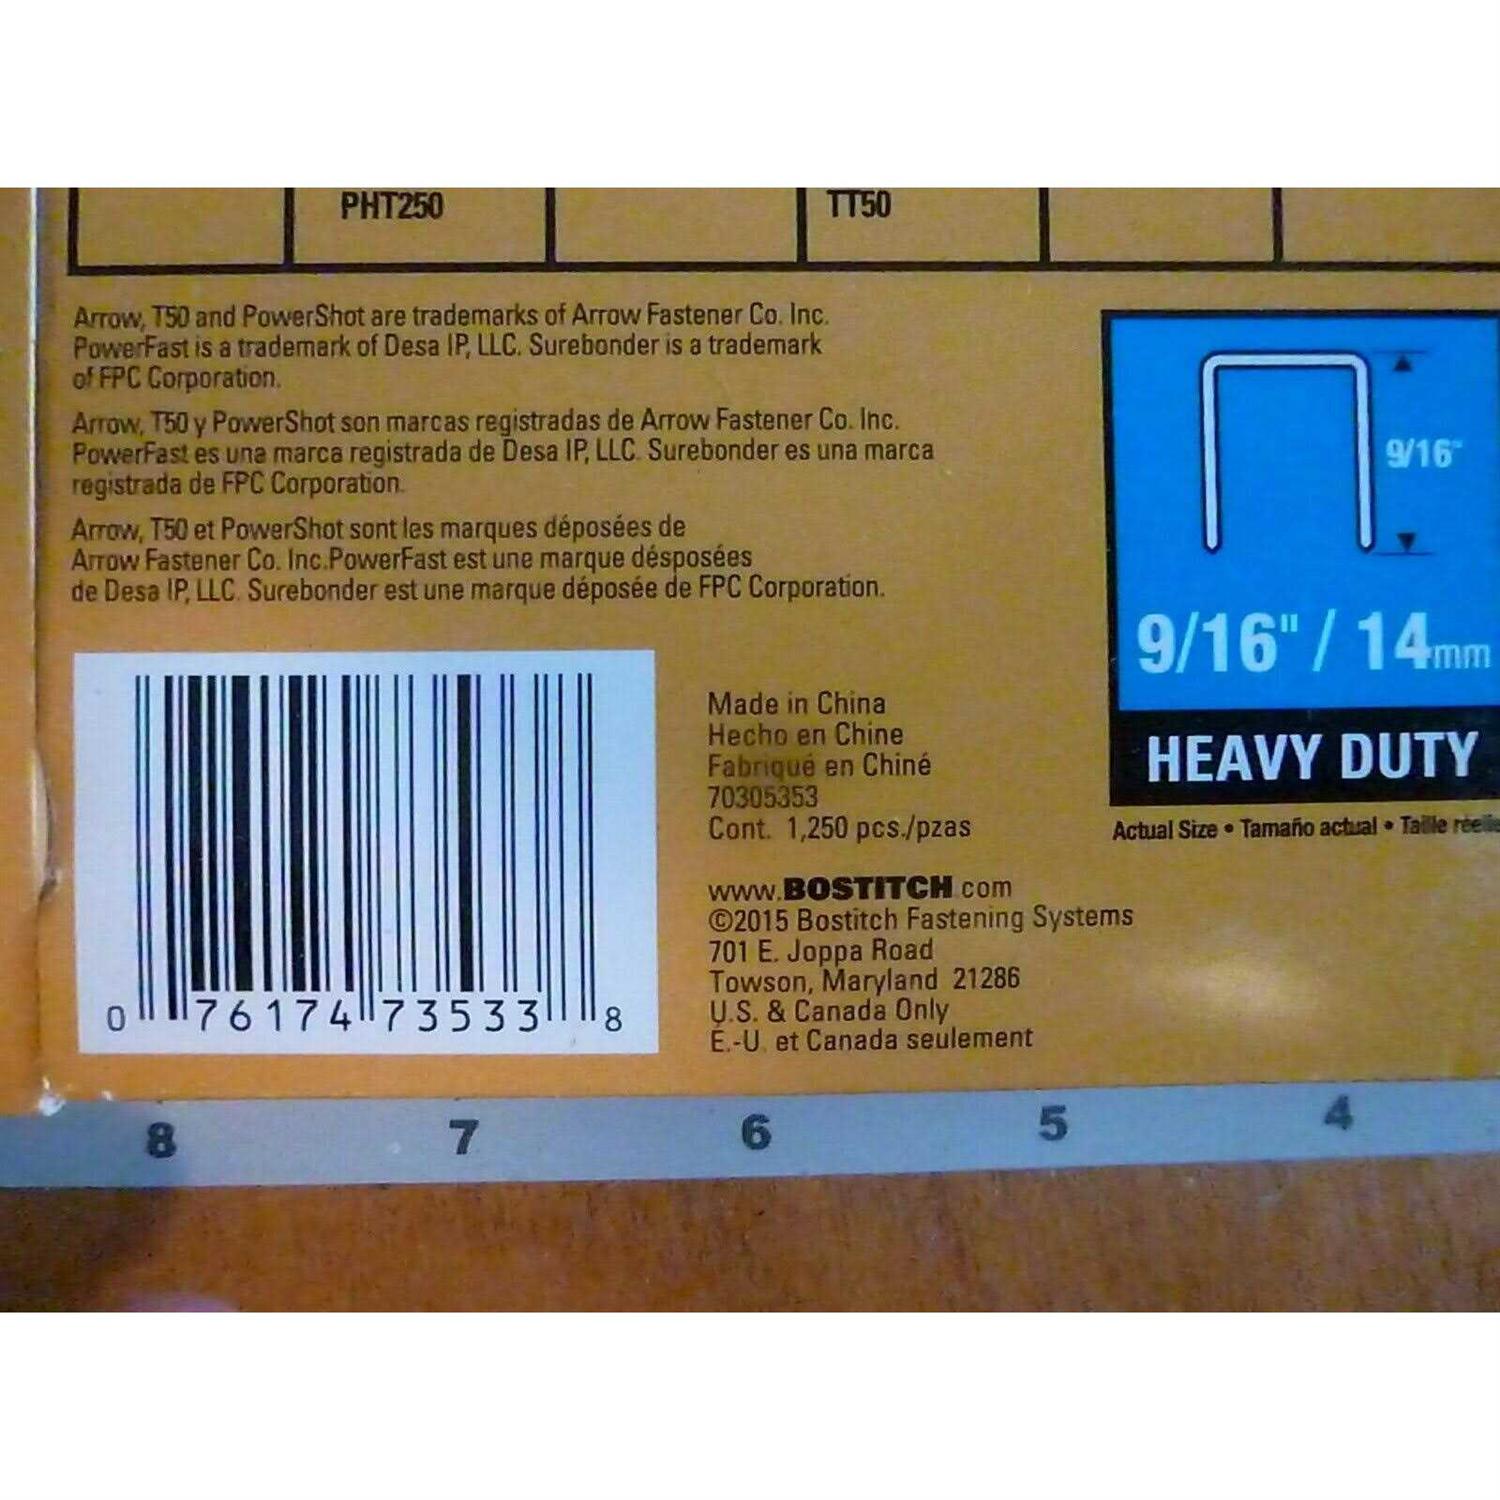 PHT250 TT50
Arrow, T50 and PowerShot are trademarks of Arrow Fastener Co. Inc.
PowerFast is a trademark of Desa IP, LLC. Surebonder is a trademark
of FPC Corporation.
Arrow, T50 y PowerShot son marcas registradas de Arrow Fastener Co. Inc.
PowerFast es una marca registrada de Desa IP, LLC. Surebonder es una marca
registrada de FPC Corporation.
Arrow, T50 et PowerShot sont les marques déposées de
Arrow Fastener Co. Inc.PowerFast est une marque désposées
de Desa IP, LLC. Surebonder est une marque déposée de FPC Corporation.
9/16"
9/16" / 14mm
HEAVY DUTY
Actual Size • Tamaño actual • Taille réelle
0 76174 73533 8
Made in China
Hecho en Chine
Fabriqué en Chiné
70305353
Cont. 1,250 pcs./pzas
www.BOSTITCH.com
©2015 Bostitch Fastening Systems
701 E. Joppa Road
Towson, Maryland 21286
U.S. & Canada Only
É.-U. et Canada seulement
8 7 6 5 4